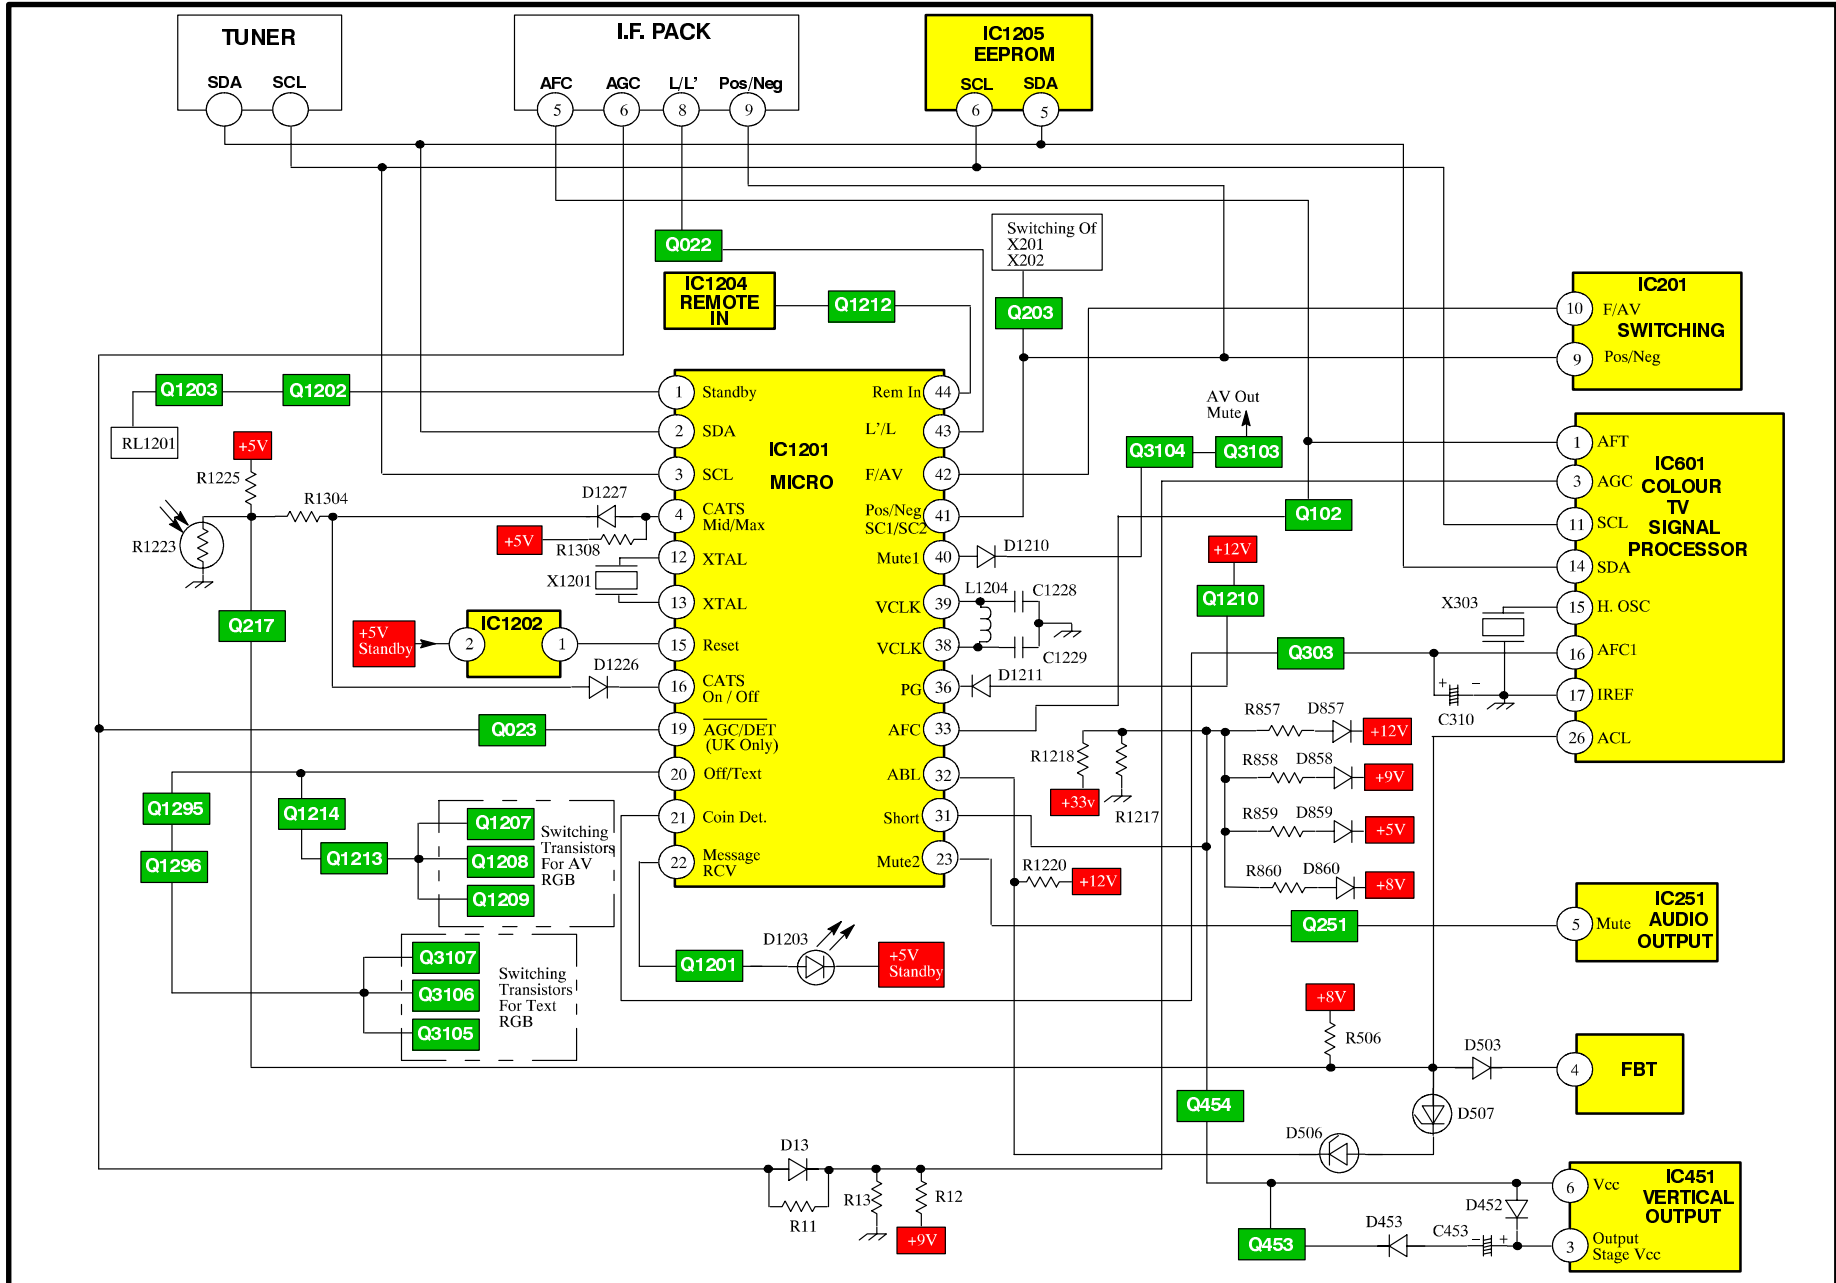 TUNER
SDA SCL
I.F. PACK
AFC AGC L/L' Pos/Neg
5 6 8 9
IC1205
EEPROM
SCL SDA
6 5
Q022
Switching Of
X201
X202
IC1204
REMOTE
IN
Q1212
Q203
IC201
SWITCHING
10 F/AV
9 Pos/Neg
Q1203
Q1202
RL1201
+5V
R1225
R1304
R1223
D1227
+5V
R1308
X1201
Q217
+5V
Standby
IC1202
2 1
D1226
Q023
IC1201
MICRO
1 Standby
2 SDA
3 SCL
4 CATS
Mid/Max
12 XTAL
13 XTAL
15 Reset
16 CATS
On / Off
19 AGC/DET
(UK Only)
20 Off/Text
21 Coin Det.
22 Message
RCV
Rem In 44
L'/L 43
F/AV 42
Pos/Neg
SC1/SC2 41
Mute1 40
VCLK 39
VCLK 38
PG 36
AFC 33
ABL 32
Short 31
Mute2 23
AV Out
Mute
Q3104
Q3103
Q102
D1210
+12V
Q1210
L1204
C1228
C1229
D1211
Q303
X303
C310
+ -
IC601
COLOUR
TV
SIGNAL
PROCESSOR
1 AFT
3 AGC
11 SCL
14 SDA
15 H. OSC
16 AFC1
17 IREF
26 ACL
R1218
+33v
R1217
R857 D857 +12V
R858 D858 +9V
R859 D859 +5V
R860 D860 +8V
R1220
+12V
Q1295
Q1296
Q1214
Q1213
Q1207
Q1208
Q1209
Switching
Transistors
For AV
RGB
Q3107
Q3106
Q3105
Switching
Transistors
For Text
RGB
Q1201
D1203
+5V
Standby
Q251
IC251
AUDIO
OUTPUT
5 Mute
+8V
R506
D503
4 FBT
D507
D506
Q454
D13
R11
R13
R12
+9V
Q453
D453
C453
- +
D452
IC451
VERTICAL
OUTPUT
6 Vcc
3 Output
Stage Vcc